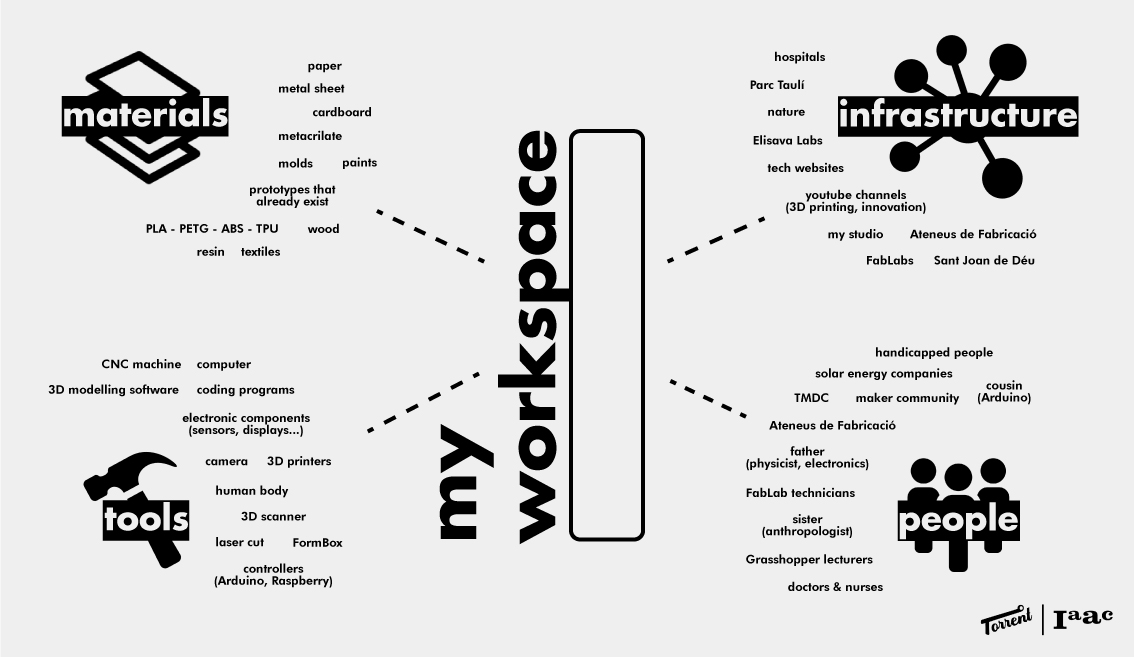 materials
paper
metal sheet
cardboard
metacrilate
molds
paints
prototypes that
already exist
PLA - PETG - ABS - TPU
wood
resin
textiles
infrastructure
hospitals
Parc Taulí
nature
Elisava Labs
tech websites
youtube channels
(3D printing, innovation)
my studio
Ateneus de Fabricació
FabLabs
Sant Joan de Déu
my
workspace
CNC machine
computer
3D modelling software
coding programs
electronic components
(sensors, displays...)
camera
3D printers
human body
3D scanner
laser cut
FormBox
controllers
(Arduino, Raspberry)
tools
handicapped people
solar energy companies
cousin
(Arduino)
TMDC
maker community
Ateneus de Fabricació
father
(physicist, electronics)
FabLab technicians
sister
(anthropologist)
Grasshopper lecturers
doctors & nurses
people
Torrent
Iaac